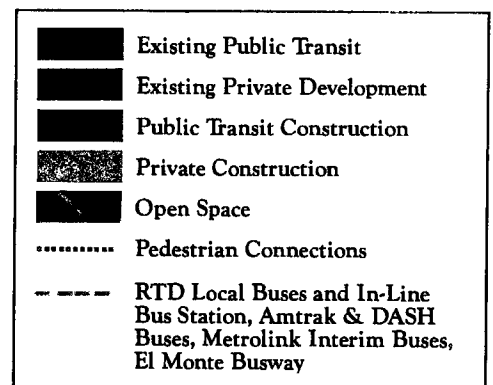 Existing Public Transit
Existing Private Development
Public Transit Construction
Private Construction
Open Space
Pedestrian Connections
RTD Local Buses and In-Line
Bus Station, Amtrak & DASH
Buses, Metrolink Interim Buses,
El Monte Busway